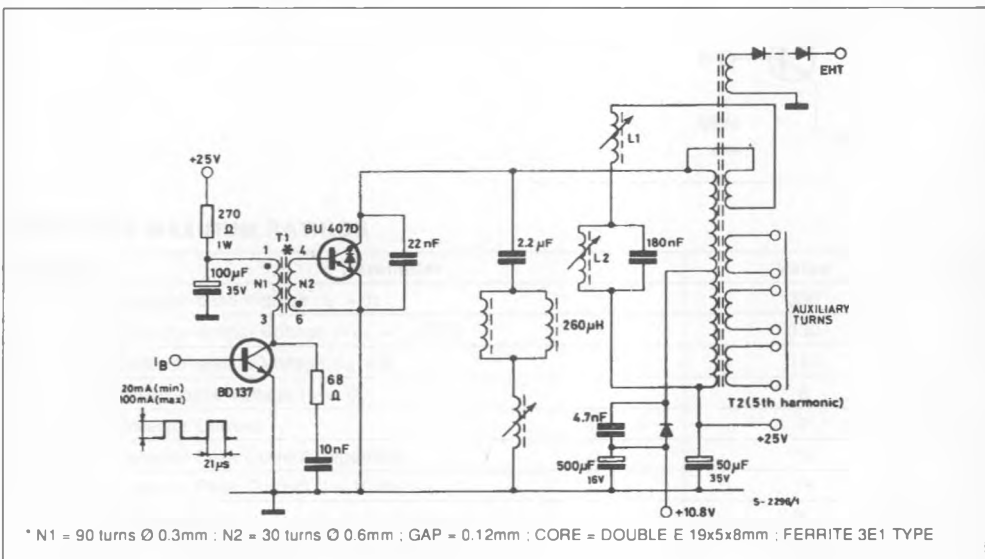 EHT
L1
+25V
270
Ω
1W
T1
*
BU 407D
1
4
N1
N2
3
6
100µF
35V
22nF
2.2µF
L2
180nF
260µH
AUXILIARY
TURNS
IB
20mA(min)
100mA(max)
21µs
BD137
68
Ω
10nF
T2(5th harmonic)
+25V
4.7nF
500µF
16V
50µF
35V
+10.8V
S-2296/1
* N1 = 90 turns Ø 0.3mm ; N2 = 30 turns Ø 0.6mm ; GAP = 0.12mm ; CORE = DOUBLE E 19x5x8mm ; FERRITE 3E1 TYPE